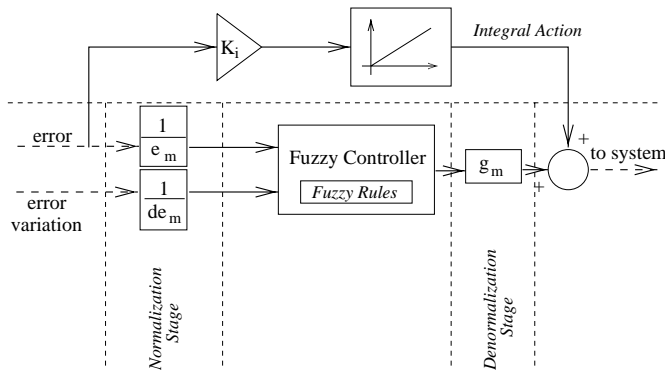 K i
Integral Action
error
1
e m
Fuzzy Controller
Fuzzy Rules
g m
+
+
to system
error
variation
1
de m
Normalization
Stage
Denormalization
Stage